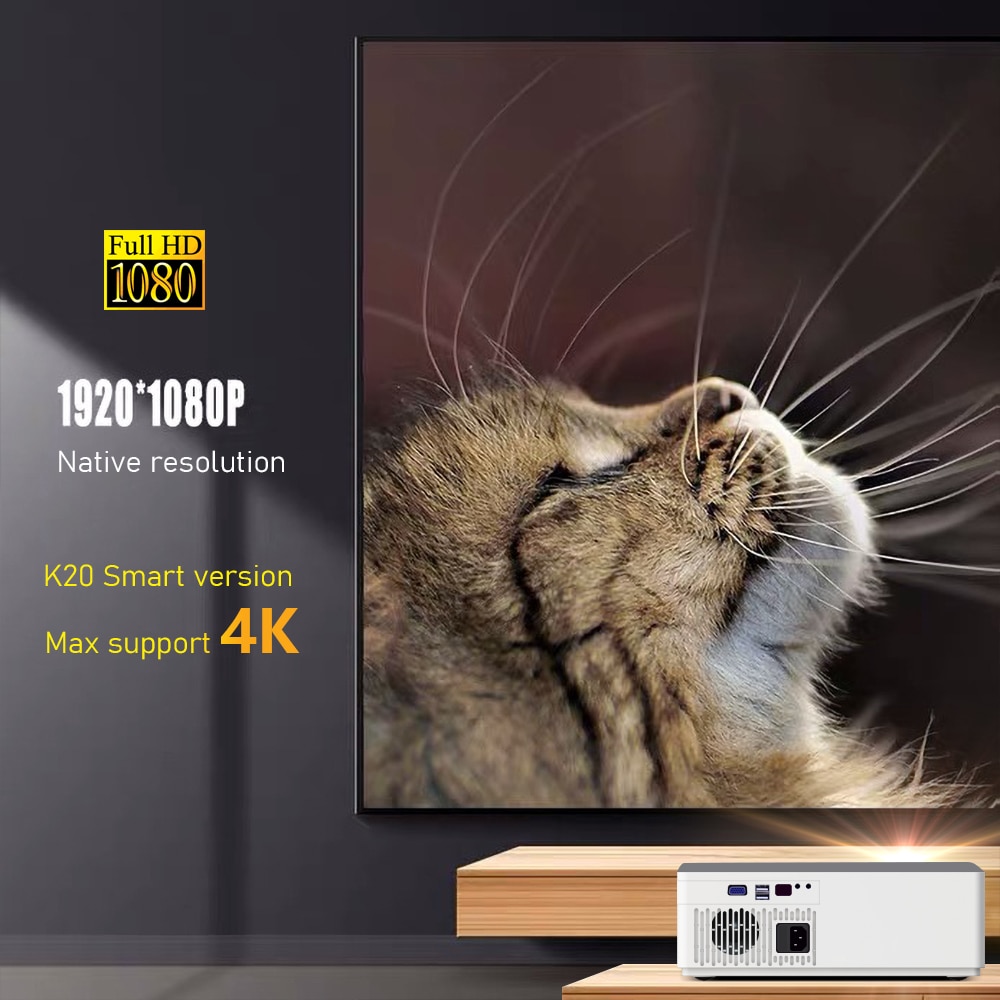 Full HD
1080
1920*1080P
Native resolution
K20 Smart version
Max support 4K